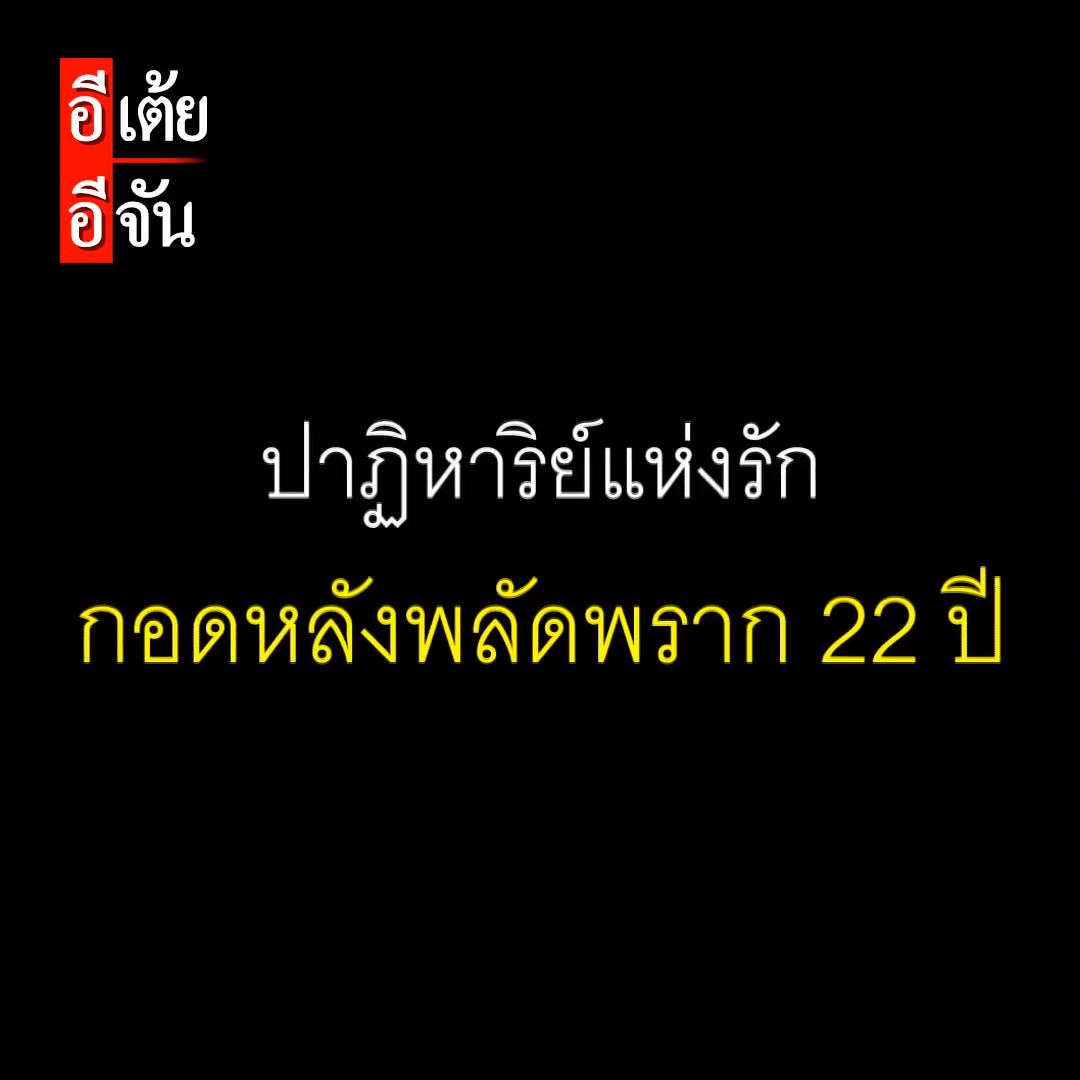 อีเต้ย
อีจัน
ปาฏิหาริย์แห่งรัก
กอดหลังพลัดพราก 22 ปี